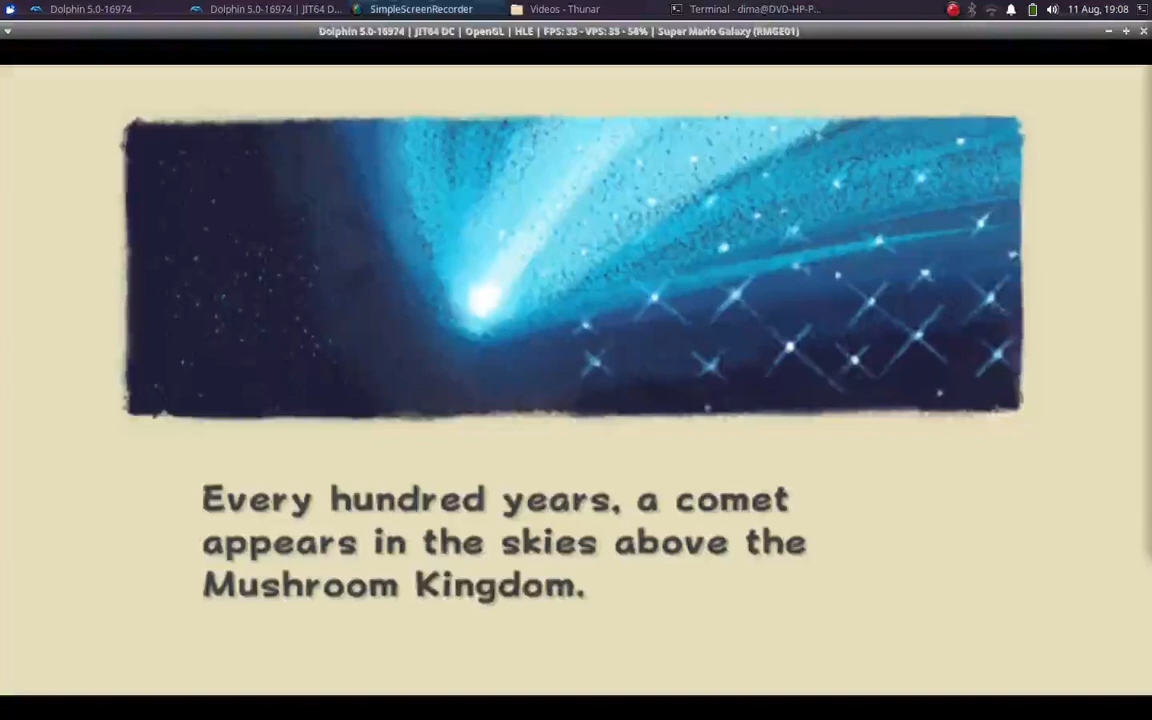 Dolphin 5.0-16974
Dolphin 5.0-16974 | JIT64 D...
SimpleScreenRecorder
Videos - Thunar
Terminal - dima@DVD-HP-P...
11 Aug, 19:08
Dolphin 5.0-16974 | JIT64 DC | OpenGL | HLE | FPS: 33 - VPS: 35 - 58% | Super Mario Galaxy (RMGE01)
Every hundred years, a comet
appears in the skies above the
Mushroom Kingdom.